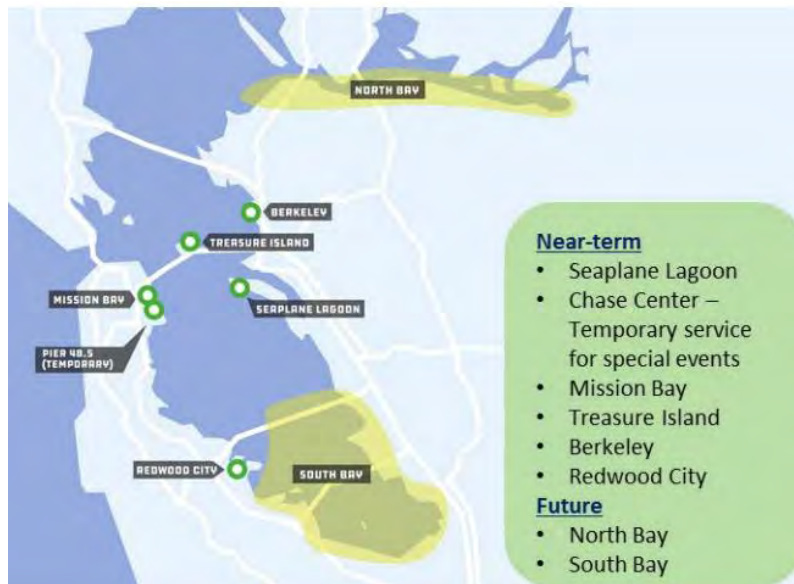 NORTH BAY
BERKELEY
TREASURE ISLAND
MISSION BAY
SEAPLANE LAGOON
PIER 48.5
(TEMPORARY)
REDWOOD CITY
SOUTH BAY
Near-term
• Seaplane Lagoon
• Chase Center –
Temporary service
for special events
• Mission Bay
• Treasure Island
• Berkeley
• Redwood City
Future
• North Bay
• South Bay